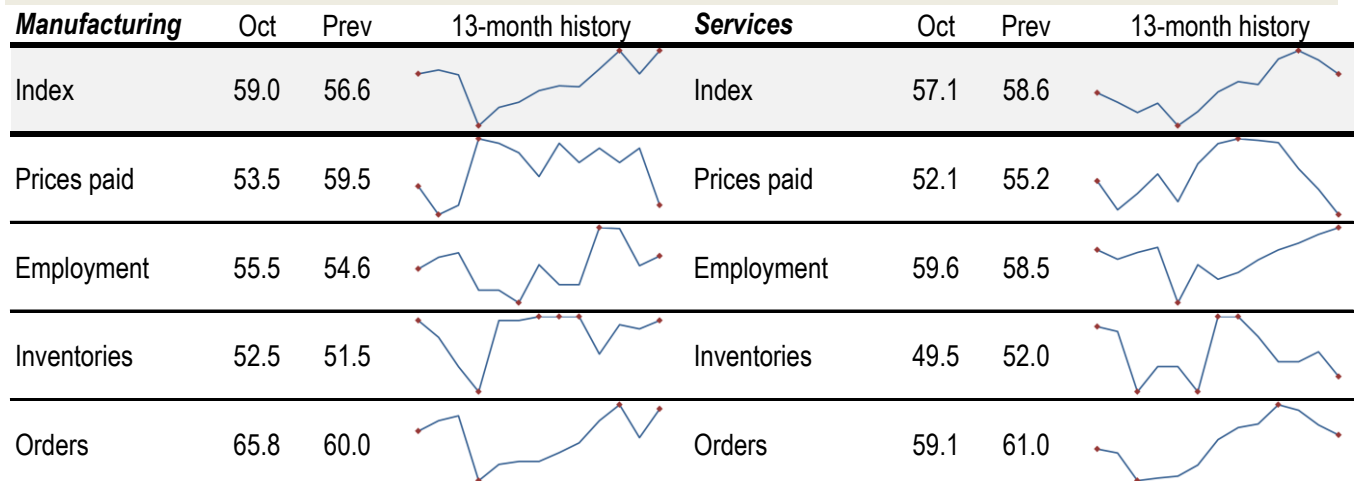 Manufacturing Oct Prev 13-month history Services Oct Prev 13-month history
Index 59.0 56.6 Index 57.1 58.6
Prices paid 53.5 59.5 Prices paid 52.1 55.2
Employment 55.5 54.6 Employment 59.6 58.5
Inventories 52.5 51.5 Inventories 49.5 52.0
Orders 65.8 60.0 Orders 59.1 61.0